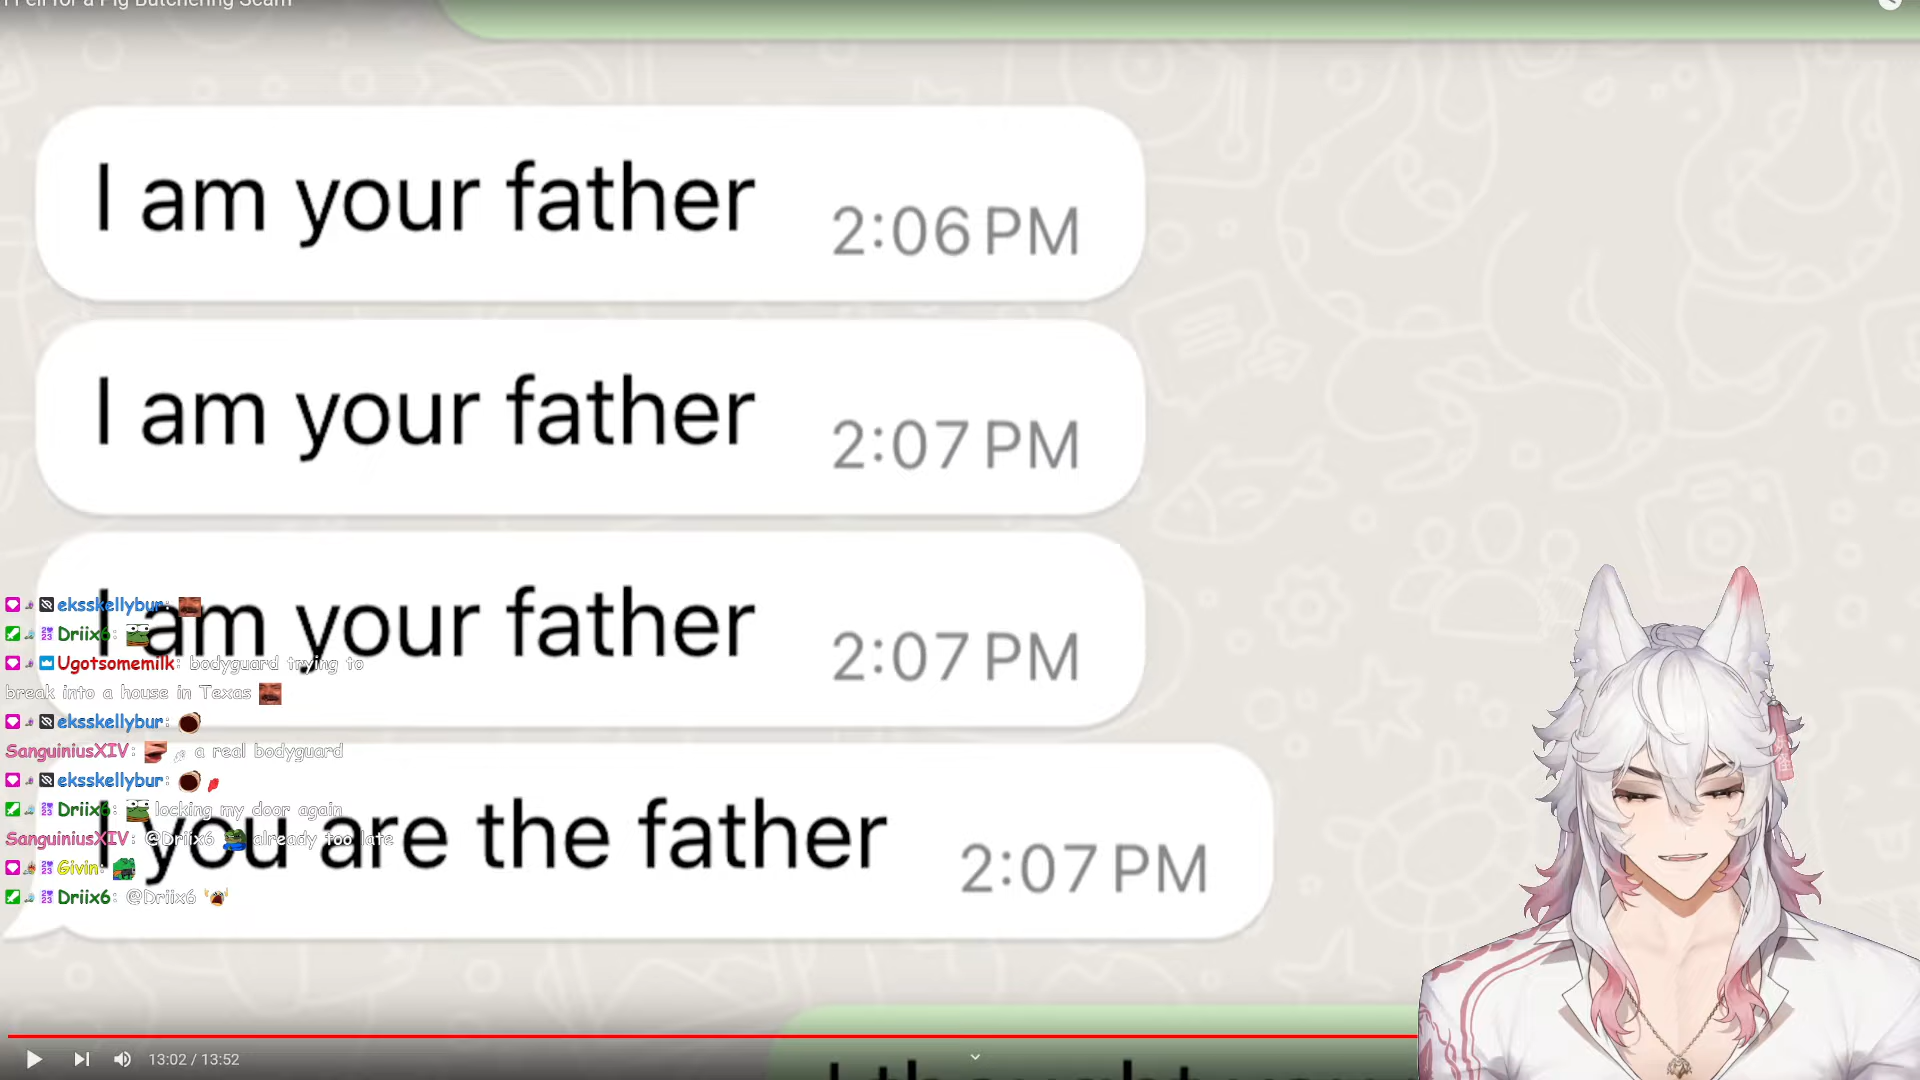 I Fell for a Pig Butchering Scam
I am your father 2:06 PM
I am your father 2:07 PM
I am your father 2:07 PM
I you are the father 2:07 PM
eksskellybur:
Driix6:
Ugotsomemilk: bodyguard trying to
break into a house in Texas
eksskellybur:
SanguiniusXIV: a real bodyguard
eksskellybur:
Driix6: locking my door again
SanguiniusXIV: @Driix6 already too late
Givin:
Driix6: @Driix6
13:02 / 13:52